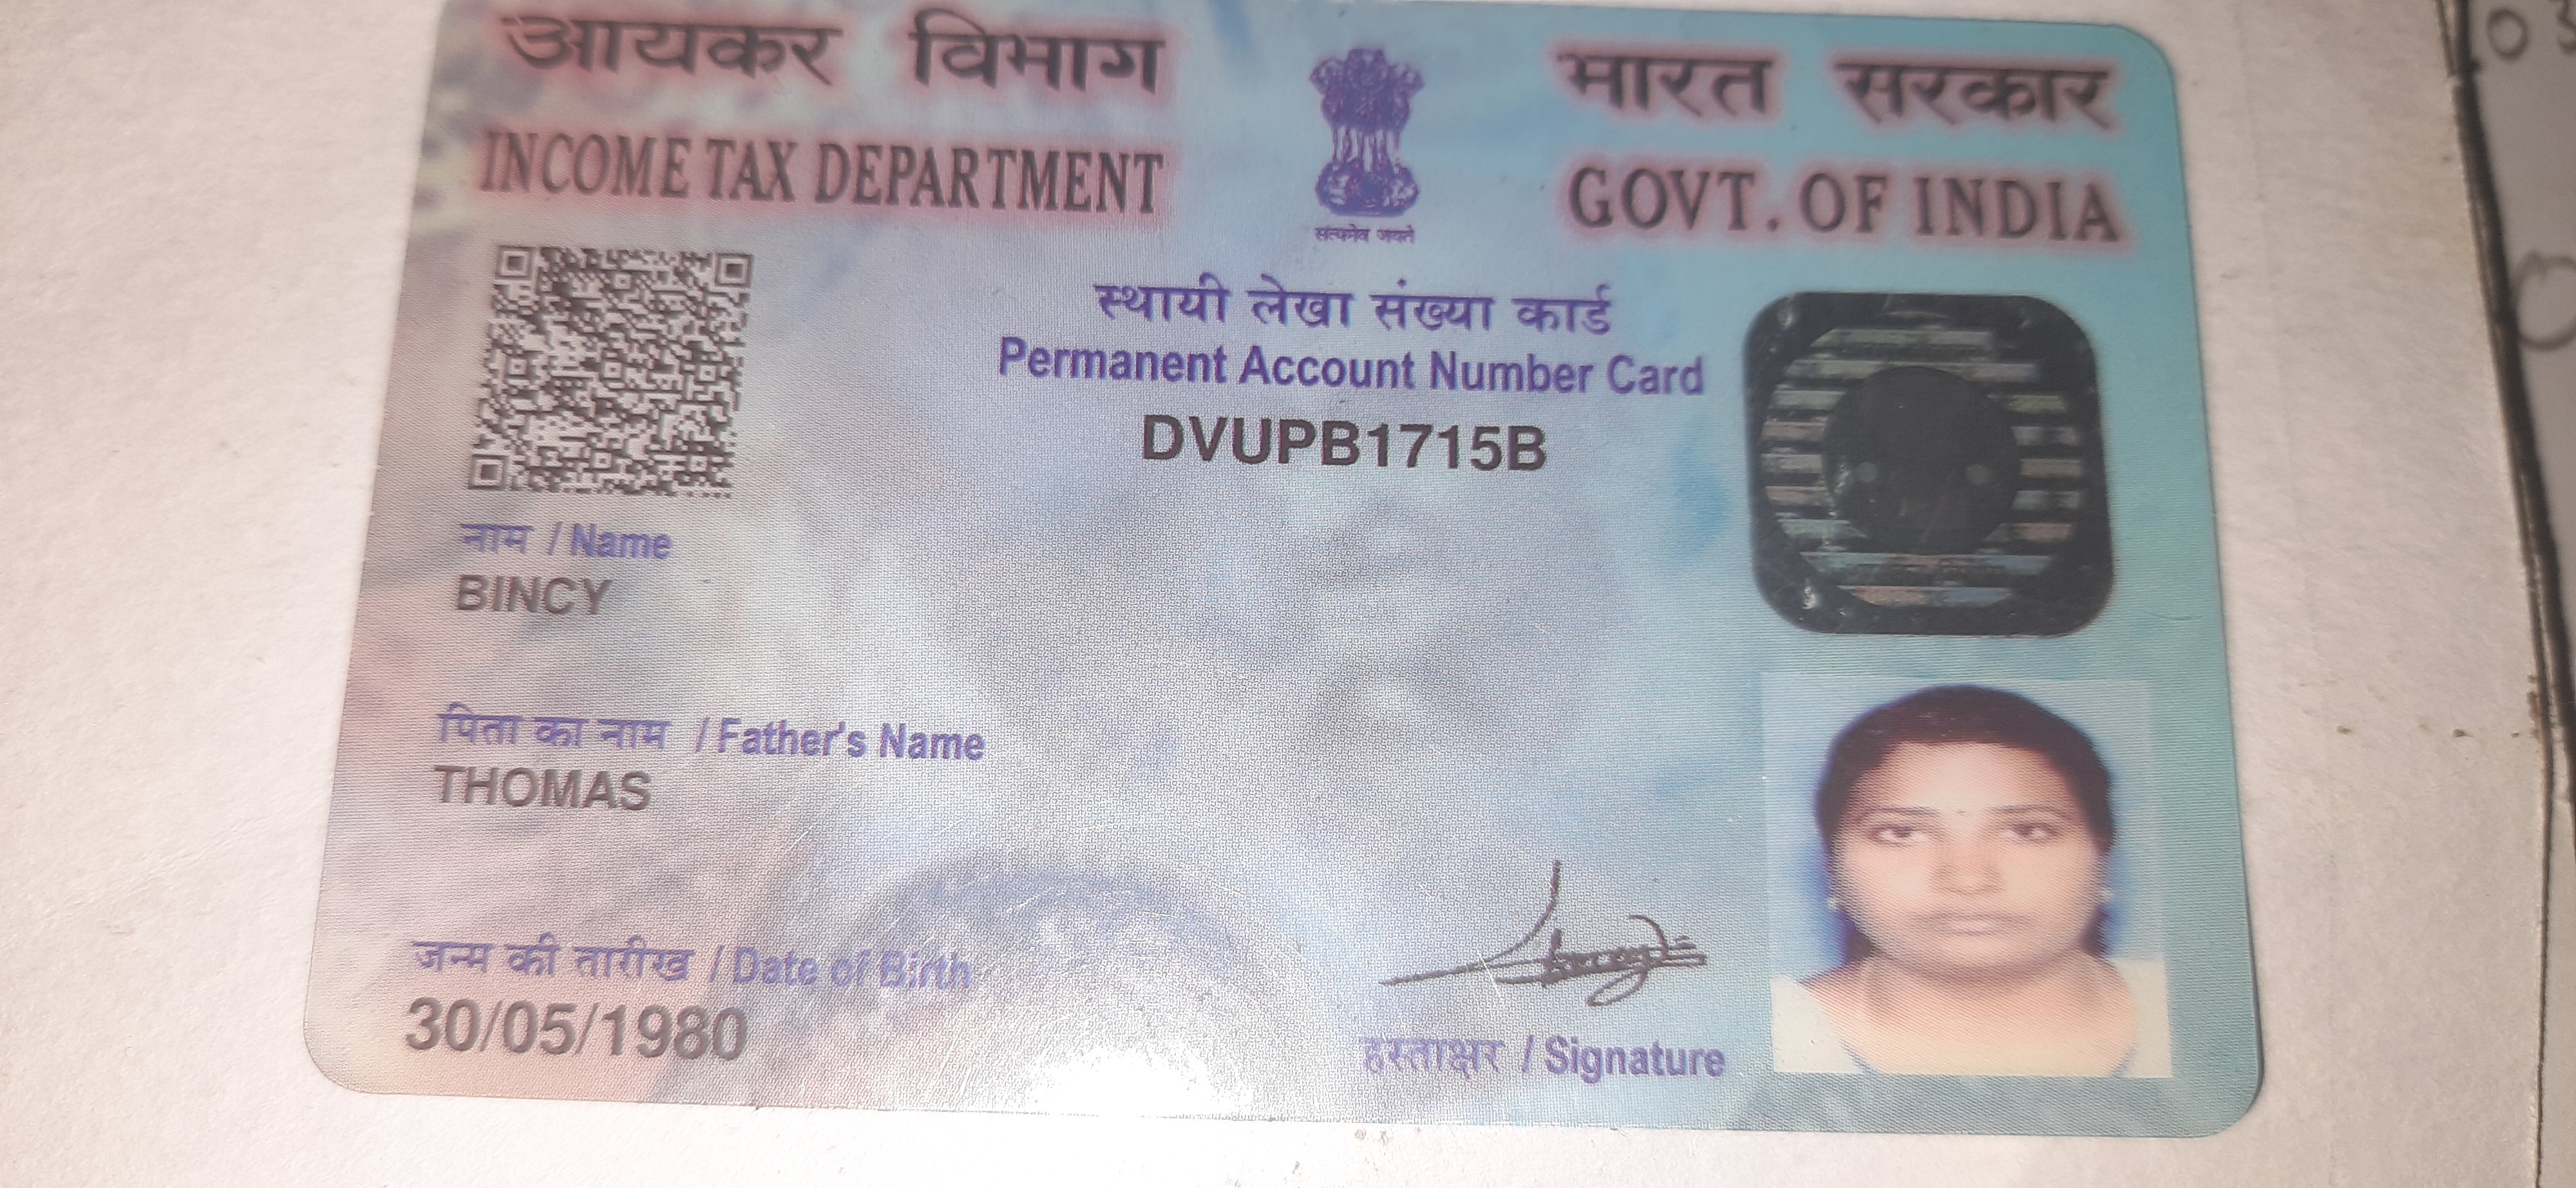 आयकर विभाग
INCOME TAX DEPARTMENT
भारत सरकार
GOVT. OF INDIA
सत्यमेव जयते
स्थायी लेखा संख्या कार्ड
Permanent Account Number Card
DVUPB1715B
नाम / Name
BINCY
पिता का नाम / Father's Name
THOMAS
जन्म की तारीख / Date of Birth
30/05/1980
हस्ताक्षर / Signature